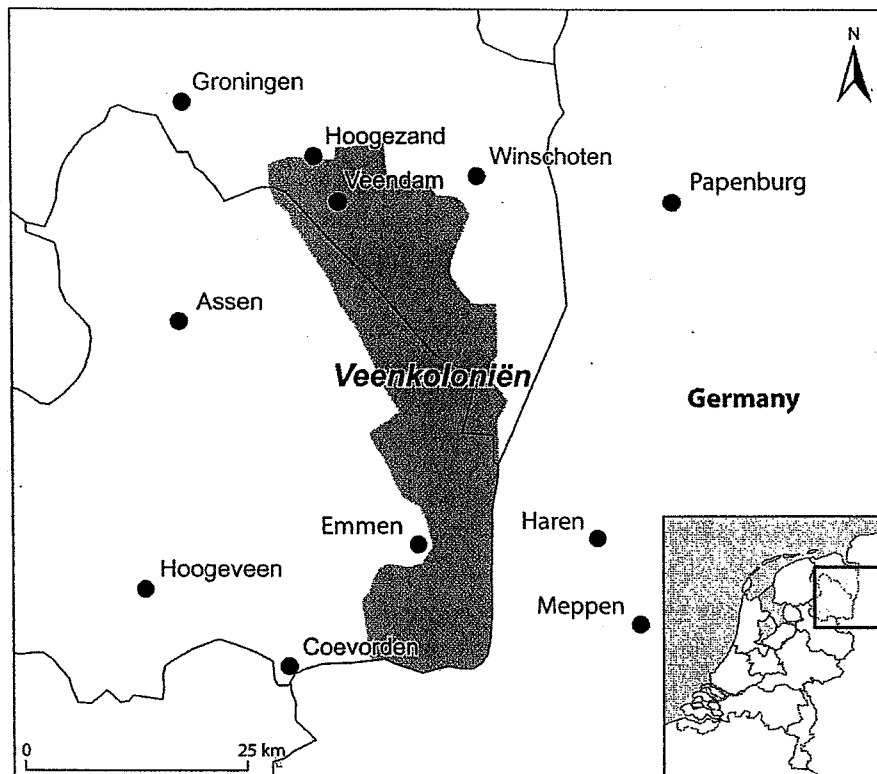 N
Groningen
Hoogezand
Winschoten
Veendam
Papenburg
Assen
Veenkoloniën
Germany
Emmen
Haren
Hoogeveen
Meppen
Coevorden
0
25 km